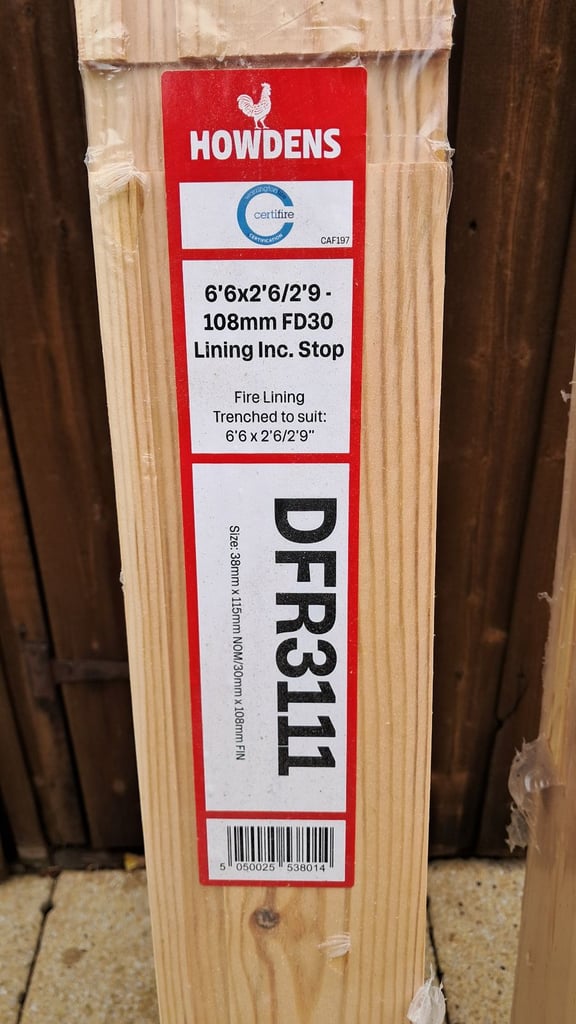 HOWDENS
warrington
certifire
CERTIFICATION
CAF197
6'6x2'6/2'9 -
108mm FD30
Lining Inc. Stop
Fire Lining
Trenched to suit:
6'6 x 2'6/2'9"
DFR3111
Size: 38mm x 115mm NOM/30mm x 108mm FIN
5 050025 538014